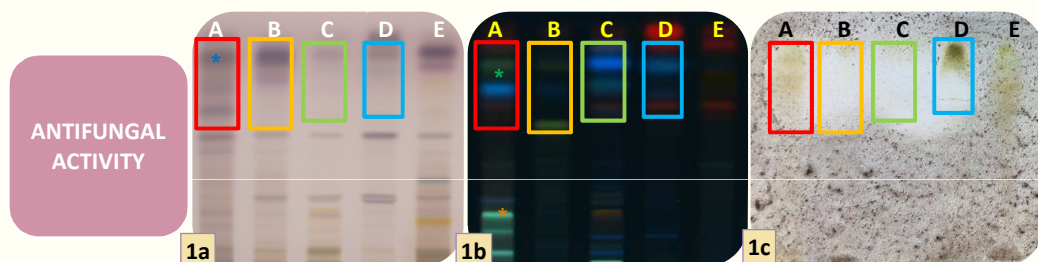 ANTIFUNGAL
ACTIVITY
A B C D E
*
1a
A B C D E
*
*
1b
A B C D E
1c